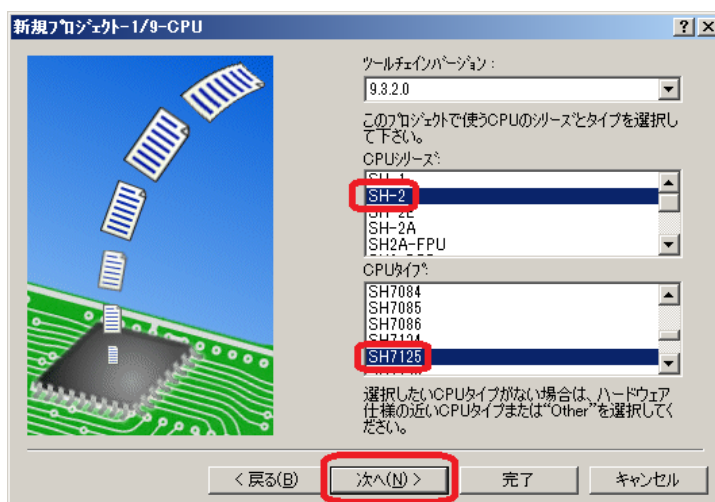 新規ﾌﾟﾛｼﾞｪｸﾄ-1/9-CPU
ﾂｰﾙﾁｪｲﾝﾊﾞｰｼﾞｮﾝ :
9.3.2.0
このﾌﾟﾛｼﾞｪｸﾄで使うCPUのｼﾘｰｽﾞとﾀｲﾌﾟを選択し
て下さい。
CPUｼﾘｰｽﾞ:
SH-1
SH-2
SH-2E
SH-2A
SH2A-FPU
CPUﾀｲﾌﾟ:
SH7084
SH7085
SH7086
SH7124
SH7125
選択したいCPUﾀｲﾌﾟがない場合は、ﾊｰﾄﾞｳｪｱ
仕様の近いCPUﾀｲﾌﾟまたは“Other”を選択してく
ださい。
< 戻る(B)
次へ(N) >
完了
ｷｬﾝｾﾙ